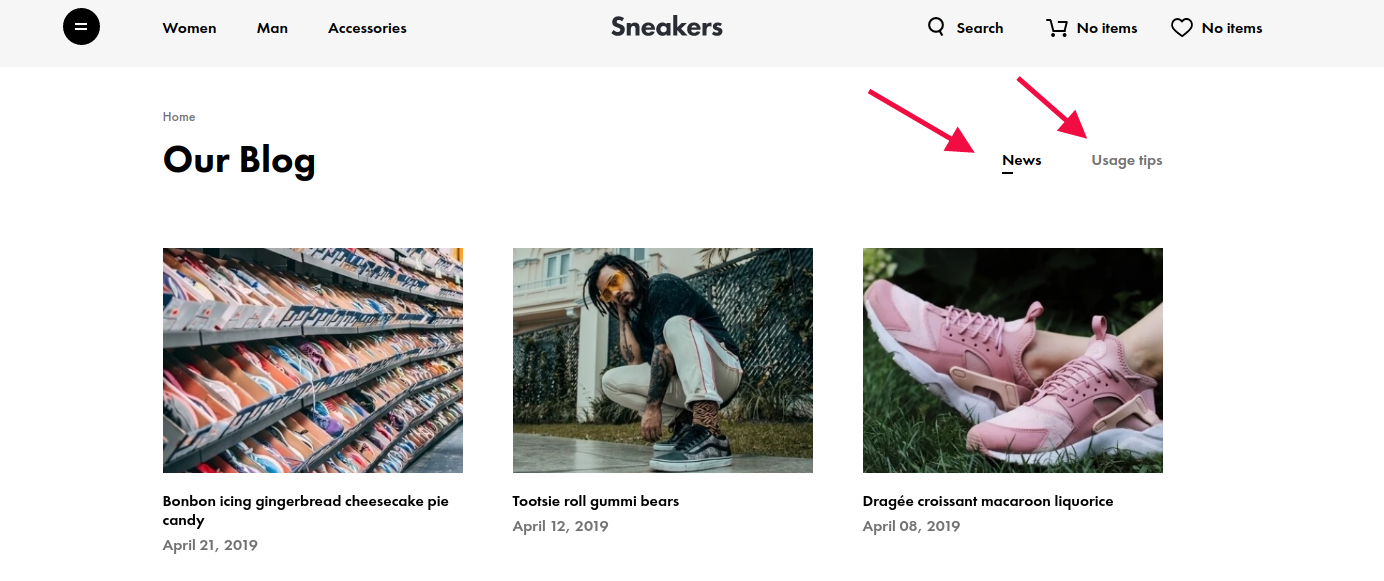 Women
Man
Accessories
Sneakers
Search
No items
No items
Home
Our Blog
News
Usage tips
Bonbon icing gingerbread cheesecake pie
candy
April 21, 2019
Tootsie roll gummi bears
April 12, 2019
Dragée croissant macaroon liquorice
April 08, 2019